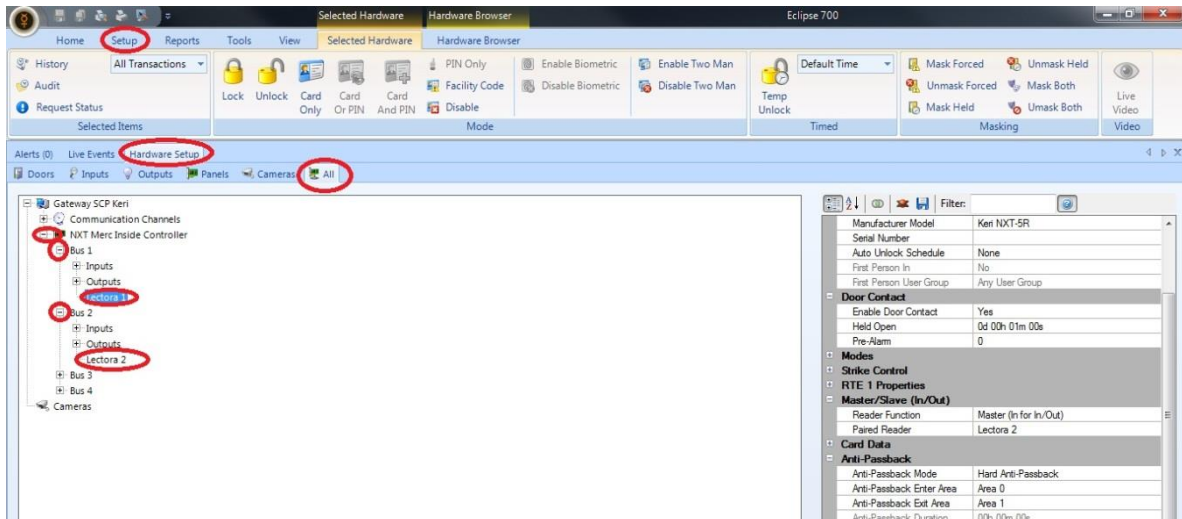 Selected Hardware Hardware Browser Eclipse 700
Home Setup Reports Tools View Selected Hardware Hardware Browser
History All Transactions
Audit
Request Status
Selected Items
Lock Unlock Card Only Card Or PIN Card And PIN
PIN Only Enable Biometric Enable Two Man
Facility Code Disable Biometric Disable Two Man
Disable
Mode
Temp Unlock Default Time
Timed
Mask Forced Unmask Held
Unmask Forced Mask Both
Mask Held Umask Both
Masking
Live Video
Video
Alerts (0) Live Events Hardware Setup
Doors Inputs Outputs Panels Cameras All
Gateway SCP Keri
Communication Channels
NXT Merc Inside Controller
Bus 1
Inputs
Outputs
Lectora 1
Bus 2
Inputs
Outputs
Lectora 2
Bus 3
Bus 4
Cameras
Filter:
Manufacturer Model Keri NXT-5R
Serial Number
Auto Unlock Schedule None
First Person In No
First Person User Group Any User Group
Door Contact
Enable Door Contact Yes
Held Open 0d 00h 01m 00s
Pre-Alarm 0
Modes
Strike Control
RTE 1 Properties
Master/Slave (In/Out)
Reader Function Master (In for In/Out)
Paired Reader Lectora 2
Card Data
Anti-Passback
Anti-Passback Mode Hard Anti-Passback
Anti-Passback Enter Area Area 0
Anti-Passback Exit Area Area 1
Anti-Passback Duration 00h 00m 00s